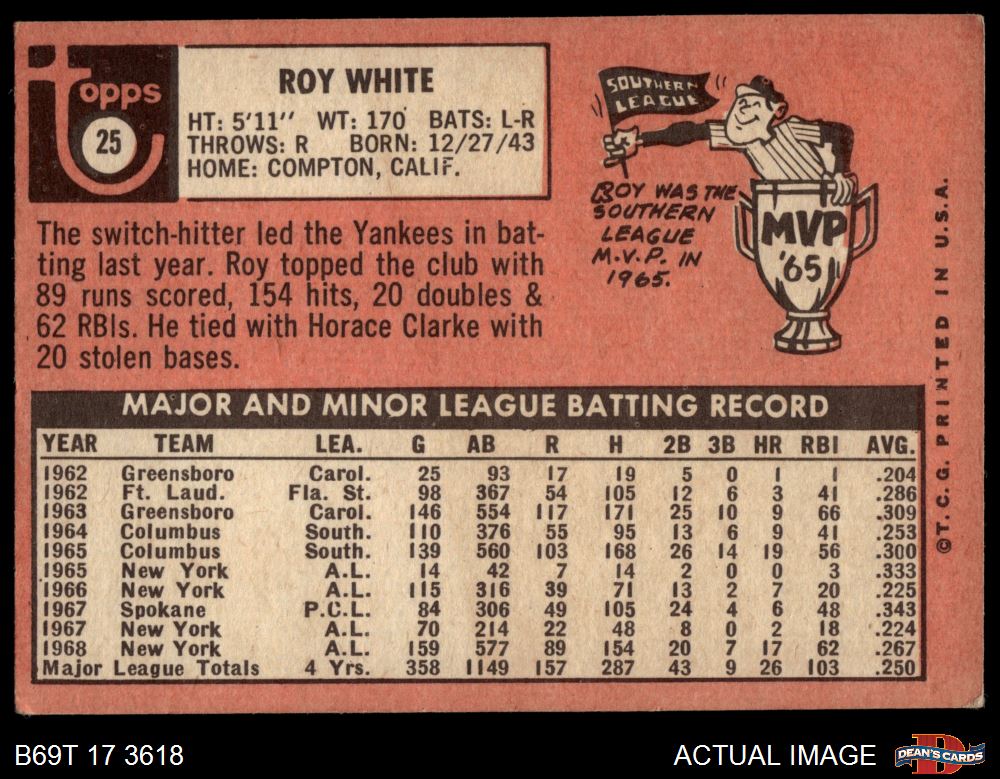 topps
25
ROY WHITE
HT: 5'11" WT: 170 BATS: L-R
THROWS: R BORN: 12/27/43
HOME: COMPTON, CALIF.
The switch-hitter led the Yankees in bat-
ting last year. Roy topped the club with
89 runs scored, 154 hits, 20 doubles &
62 RBIs. He tied with Horace Clarke with
20 stolen bases.
SOUTHERN
LEAGUE
ROY WAS THE
SOUTHERN
LEAGUE
M.V.P. IN
1965.
MVP
'65
MAJOR AND MINOR LEAGUE BATTING RECORD
YEAR TEAM LEA. G AB R H 2B 3B HR RBI AVG.
1962 Greensboro Carol. 25 93 17 19 5 0 1 1 .204
1962 Ft. Laud. Fla. St. 98 367 54 105 12 6 3 41 .286
1963 Greensboro Carol. 146 554 117 171 25 10 9 66 .309
1964 Columbus South. 110 376 55 95 13 6 9 41 .253
1965 Columbus South. 139 560 103 168 26 14 19 56 .300
1965 New York A.L. 14 42 7 14 2 0 0 3 .333
1966 New York A.L. 115 316 39 71 13 2 7 20 .225
1967 Spokane P.C.L. 84 306 49 105 24 4 6 48 .343
1967 New York A.L. 70 214 22 48 8 0 2 18 .224
1968 New York A.L. 159 577 89 154 20 7 17 62 .267
Major League Totals 4 Yrs. 358 1149 157 287 43 9 26 103 .250
©T.C.G. PRINTED IN U.S.A.
B69T 17 3618
ACTUAL IMAGE
D
DEAN'S CARDS